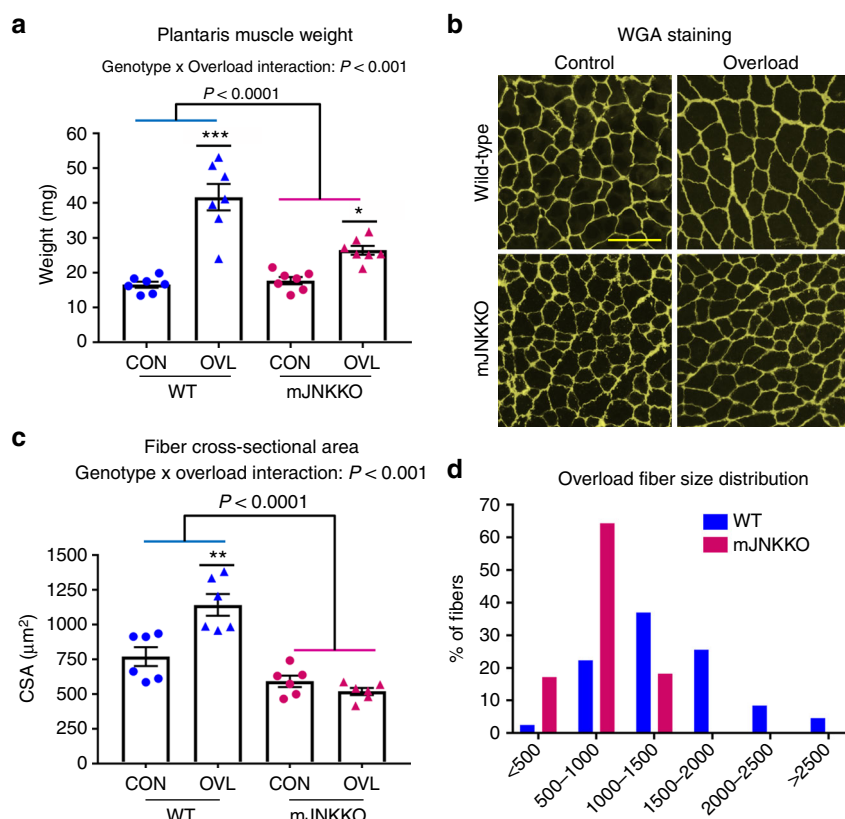 a
Plantaris muscle weight
Genotype x Overload interaction: P < 0.001
P < 0.0001
***
*
Weight (mg)
60
50
40
30
20
10
0
CON OVL CON OVL
WT mJNKKO
b
WGA staining
Control Overload
Wild-type
mJNKKO
c
Fiber cross-sectional area
Genotype x overload interaction: P < 0.001
P < 0.0001
**
CSA (μm²)
1500
1250
1000
750
500
250
0
CON OVL CON OVL
WT mJNKKO
d
Overload fiber size distribution
WT
mJNKKO
% of fibers
70
60
50
40
30
20
10
0
<500
500–1000
1000–1500
1500–2000
2000–2500
>2500